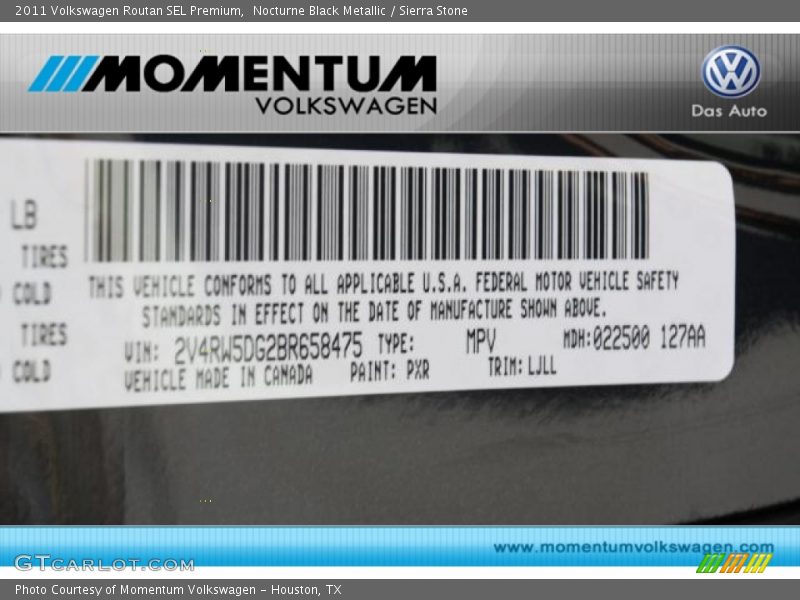 2011 Volkswagen Routan SEL Premium,  Nocturne Black Metallic / Sierra Stone
MOMENTUM
VOLKSWAGEN
Das Auto
LB
TIRES
COLD
TIRES
COLD
THIS VEHICLE CONFORMS TO ALL APPLICABLE U.S.A. FEDERAL MOTOR VEHICLE SAFETY
STANDARDS IN EFFECT ON THE DATE OF MANUFACTURE SHOWN ABOVE.
VIN: 2V4RW5DG2BR658475 TYPE: MPV MDH:022500 127AA
VEHICLE MADE IN CANADA PAINT: PXR TRIM:LJLL
www.momentumvolkswagen.com
GTcarlot.com
Photo Courtesy of Momentum Volkswagen - Houston, TX